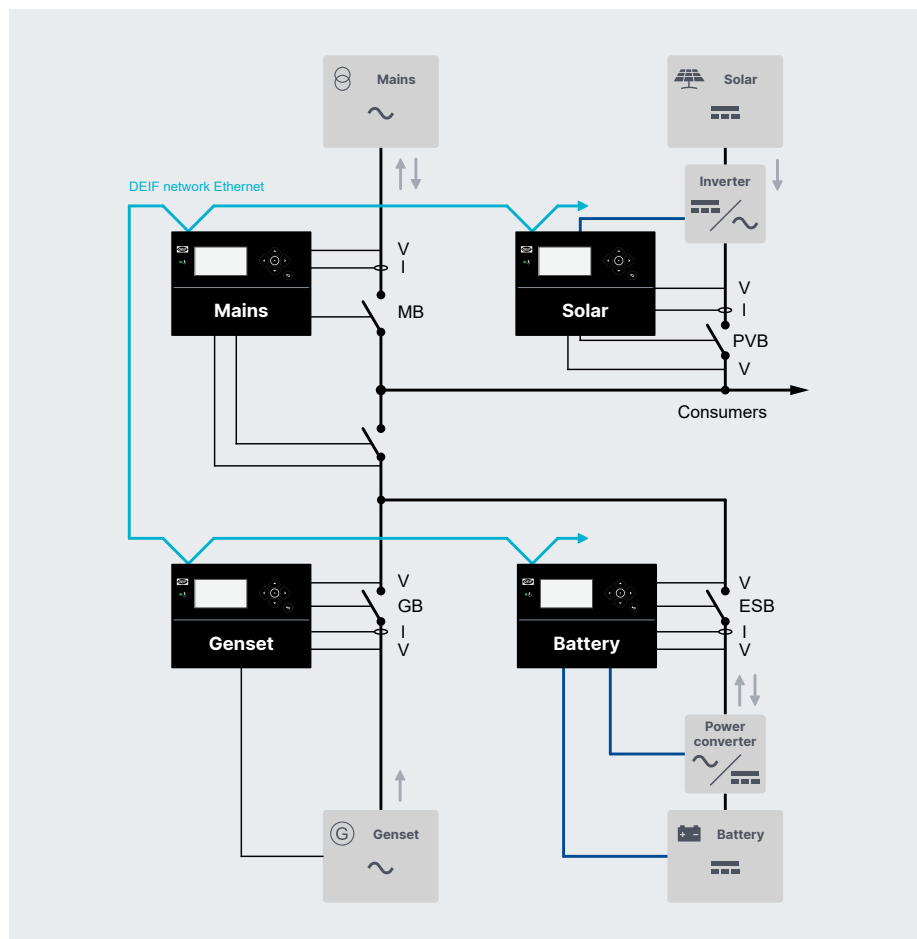 Mains
Solar
Inverter
DEIF network Ethernet
V
I
Mains
MB
V
I
Solar
PVB
V
Consumers
V
GB
I
V
Genset
V
ESB
I
V
Battery
Power
converter
G
Genset
Battery